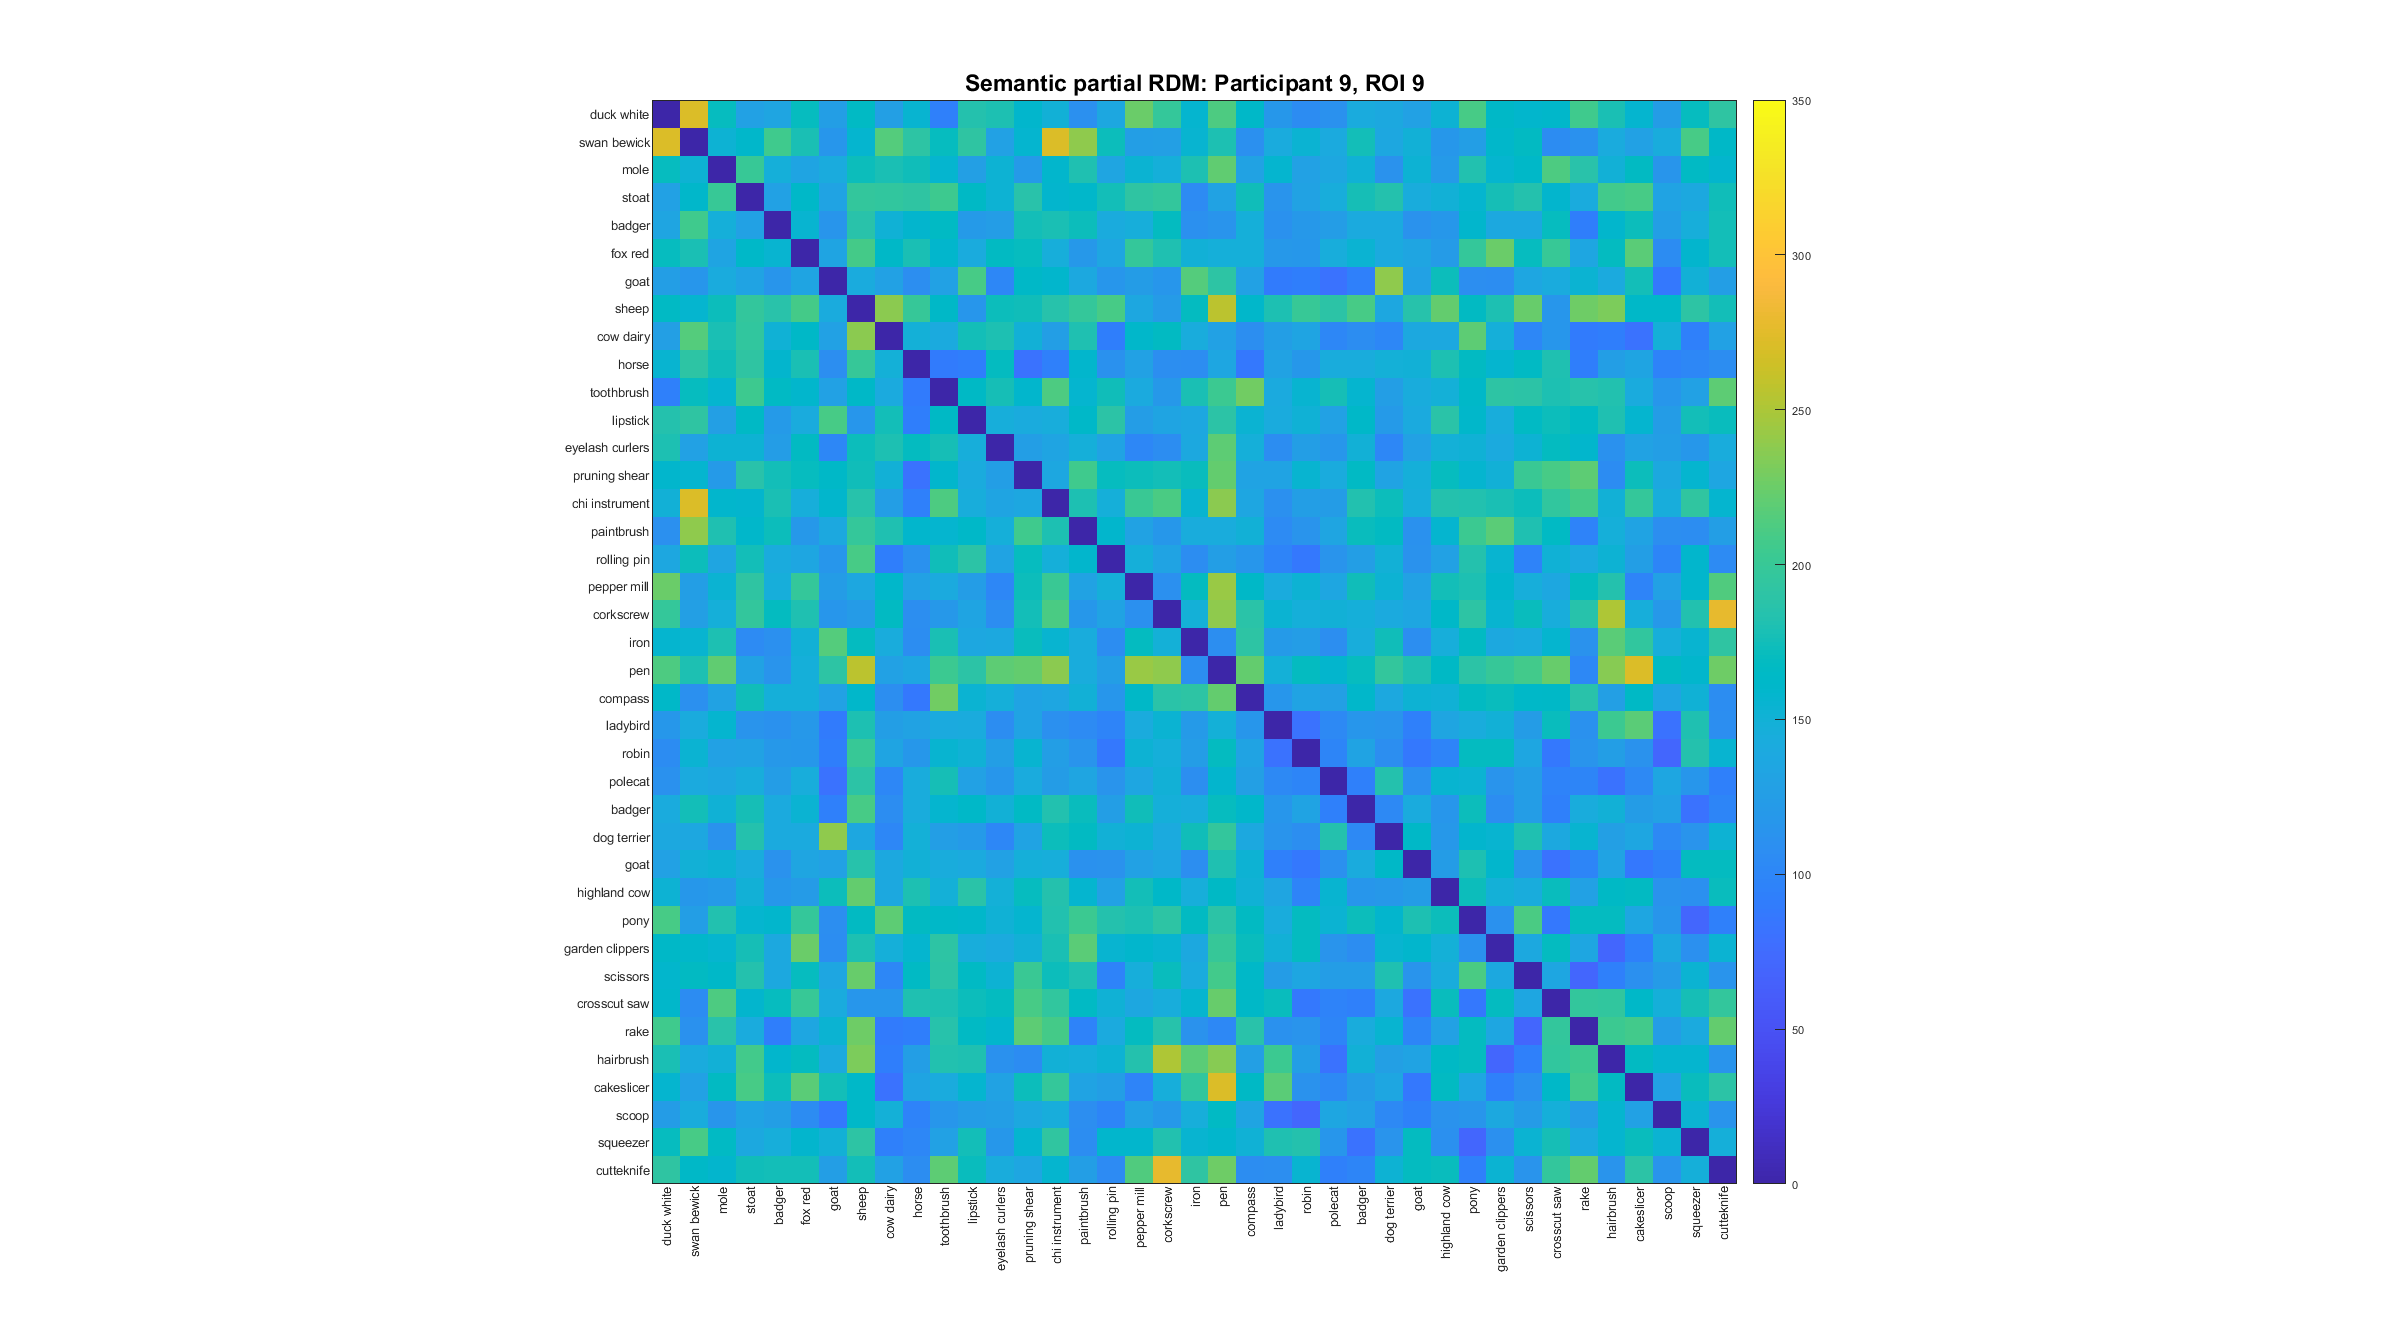 Semantic partial RDM: Participant 9, ROI 9
duck white
swan bewick
mole
stoat
badger
fox red
goat
sheep
cow dairy
horse
toothbrush
lipstick
eyelash curlers
pruning shear
chi instrument
paintbrush
rolling pin
pepper mill
corkscrew
iron
pen
compass
ladybird
robin
polecat
badger
dog terrier
goat
highland cow
pony
garden clippers
scissors
crosscut saw
rake
hairbrush
cakeslicer
scoop
squeezer
cutteknife
duck white
swan bewick
mole
stoat
badger
fox red
goat
sheep
cow dairy
horse
toothbrush
lipstick
eyelash curlers
pruning shear
chi instrument
paintbrush
rolling pin
pepper mill
corkscrew
iron
pen
compass
ladybird
robin
polecat
badger
dog terrier
goat
highland cow
pony
garden clippers
scissors
crosscut saw
rake
hairbrush
cakeslicer
scoop
squeezer
cutteknife
350
300
250
200
150
100
50
0